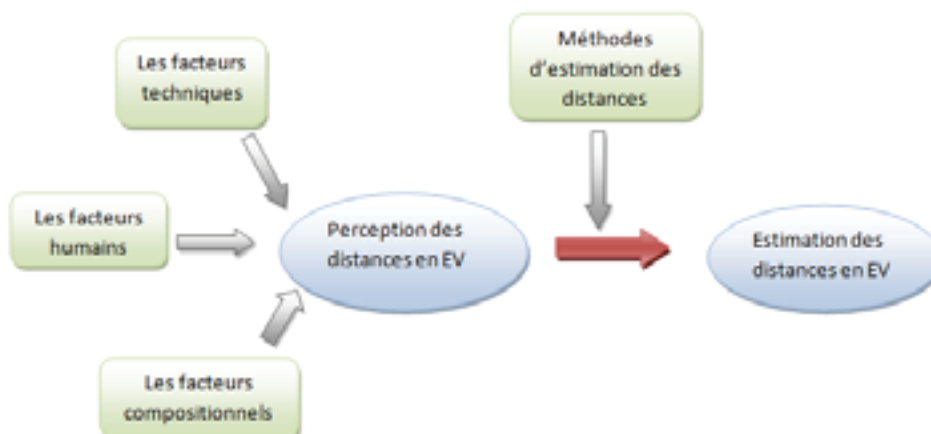 Les facteurs
techniques
Méthodes
d'estimation des
distances
Les facteurs
humains
Perception des
distances en EV
Estimation des
distances en EV
Les facteurs
compositionnels